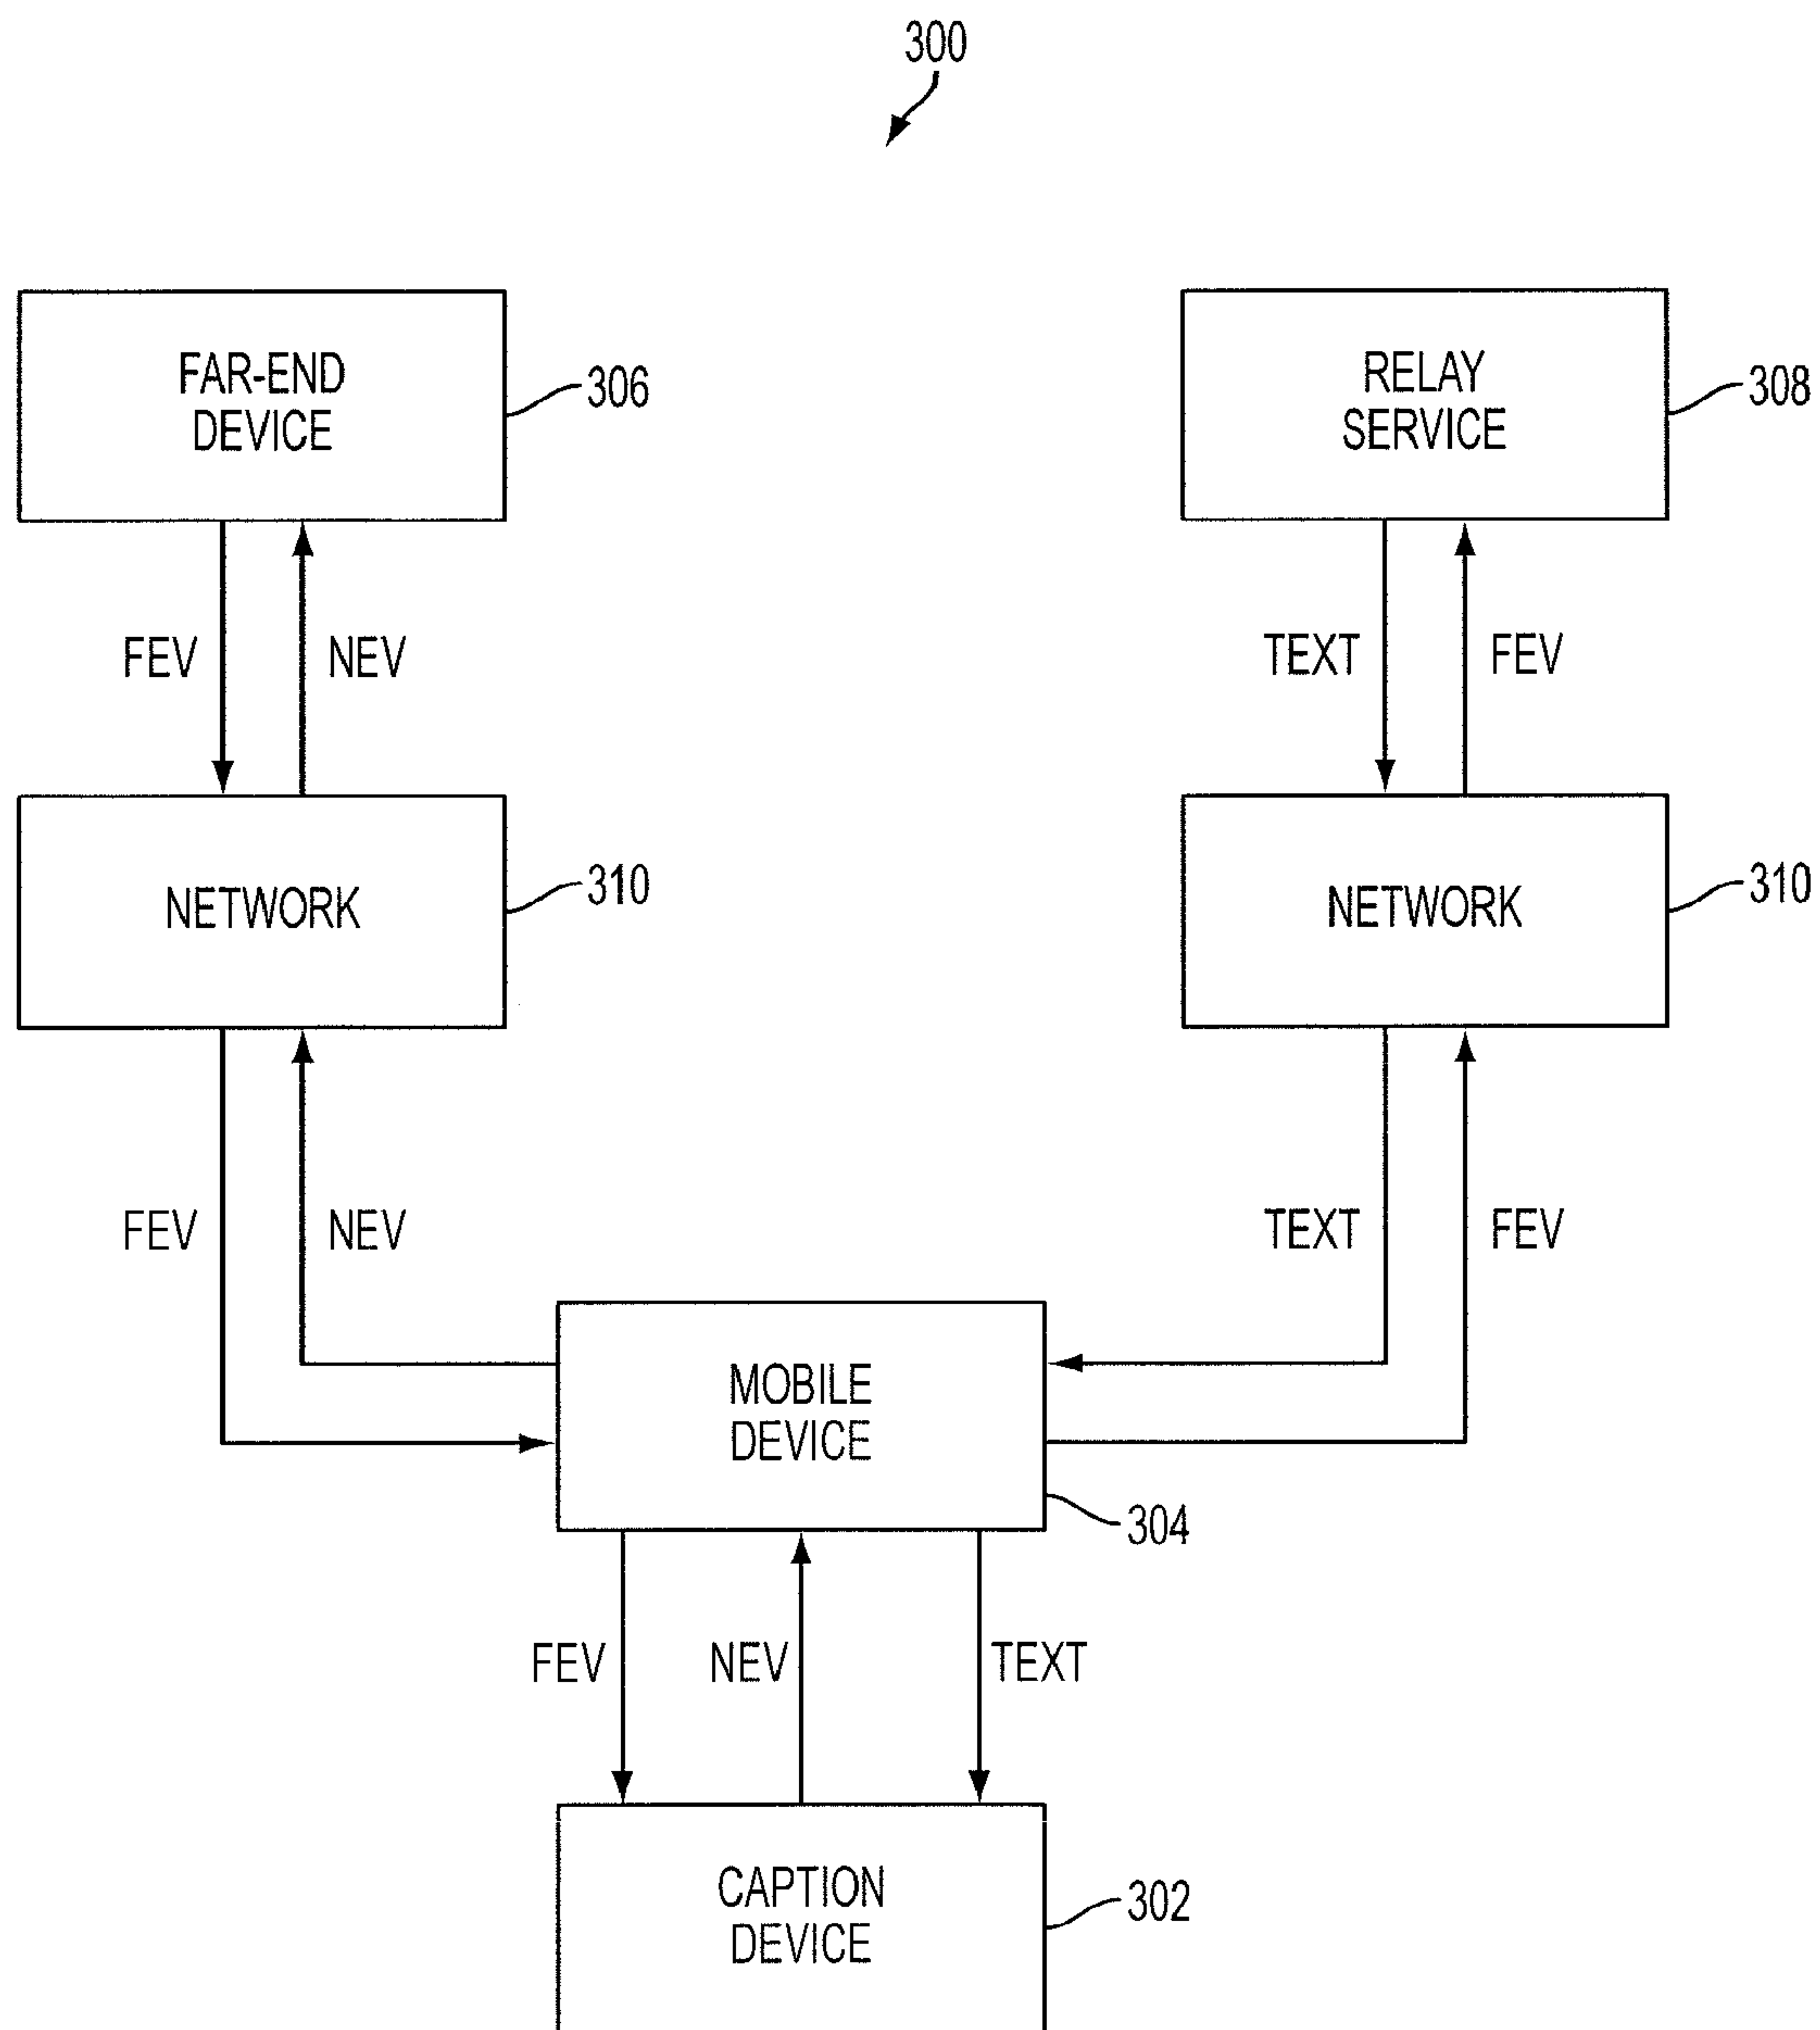 300
FAR-END
DEVICE
306
RELAY
SERVICE
308
FEV
NEV
TEXT
FEV
NETWORK
310
NETWORK
310
FEV
NEV
TEXT
FEV
MOBILE
DEVICE
304
FEV
NEV
TEXT
CAPTION
DEVICE
302